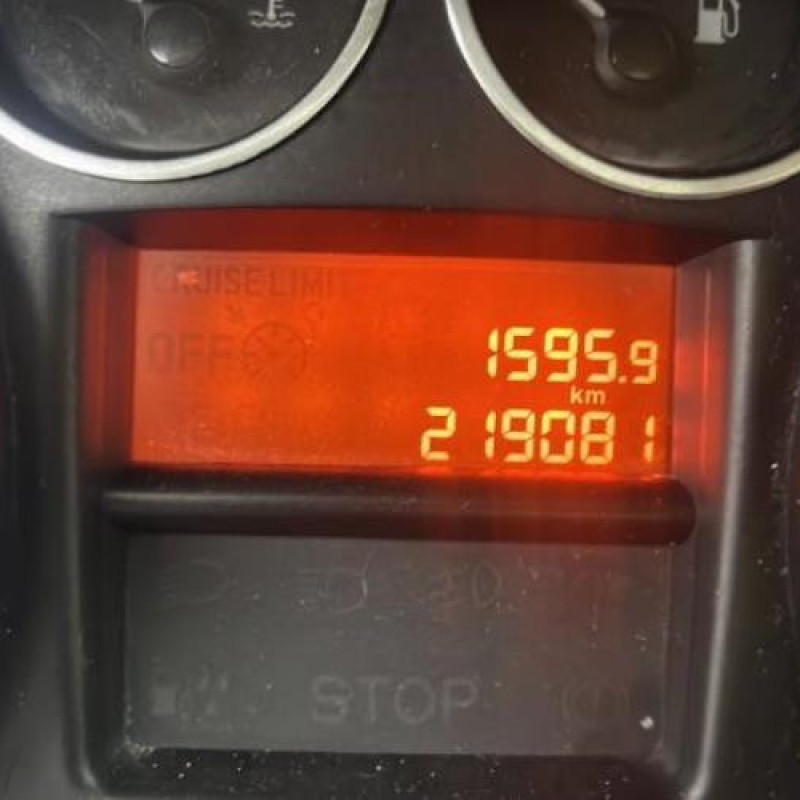 CRUISE LIMIT
OFF
1595.9
km
219081
STOP